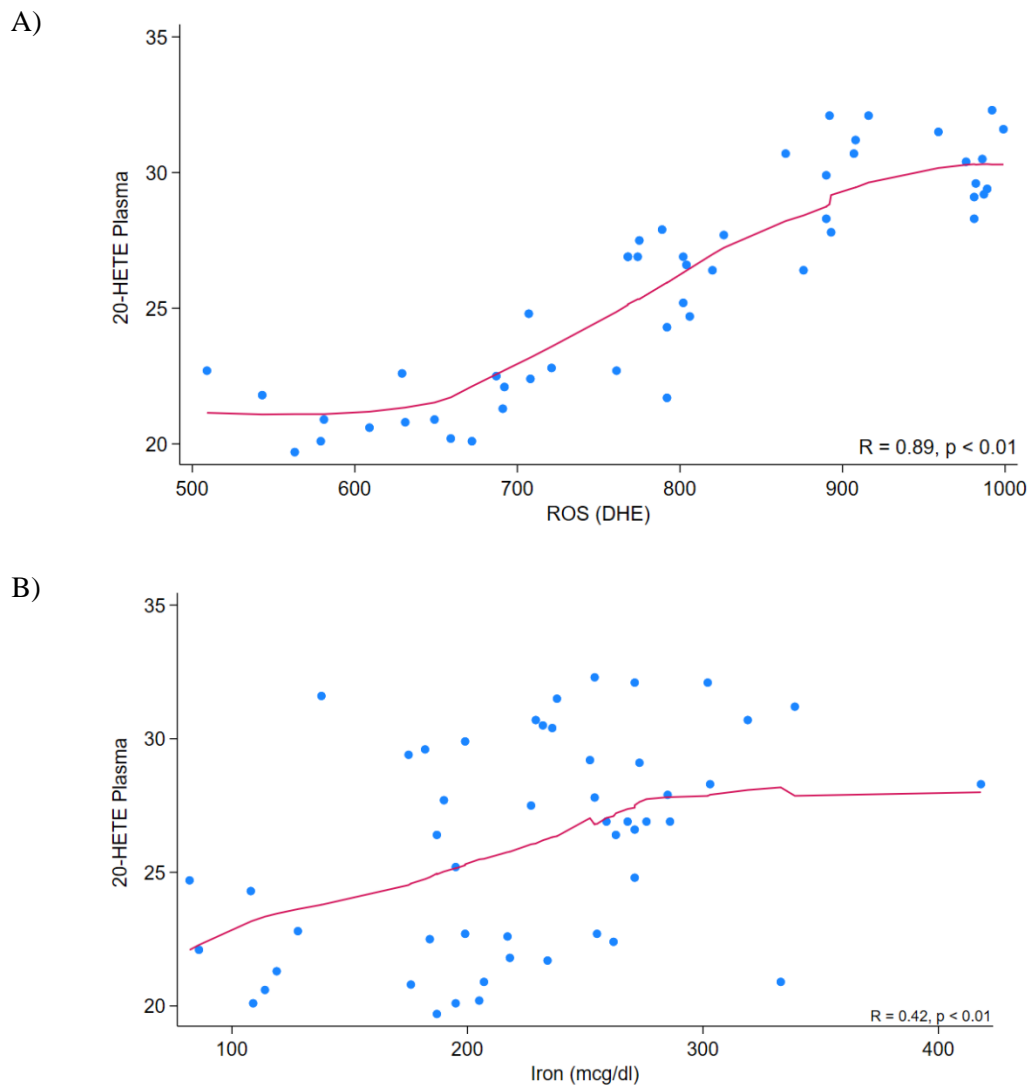 A)
35
30
25
20
20-HETE Plasma
R = 0.89, p < 0.01
500 600 700 800 900 1000
ROS (DHE)
B)
35
30
25
20
20-HETE Plasma
R = 0.42, p < 0.01
100 200 300 400
Iron (mcg/dl)